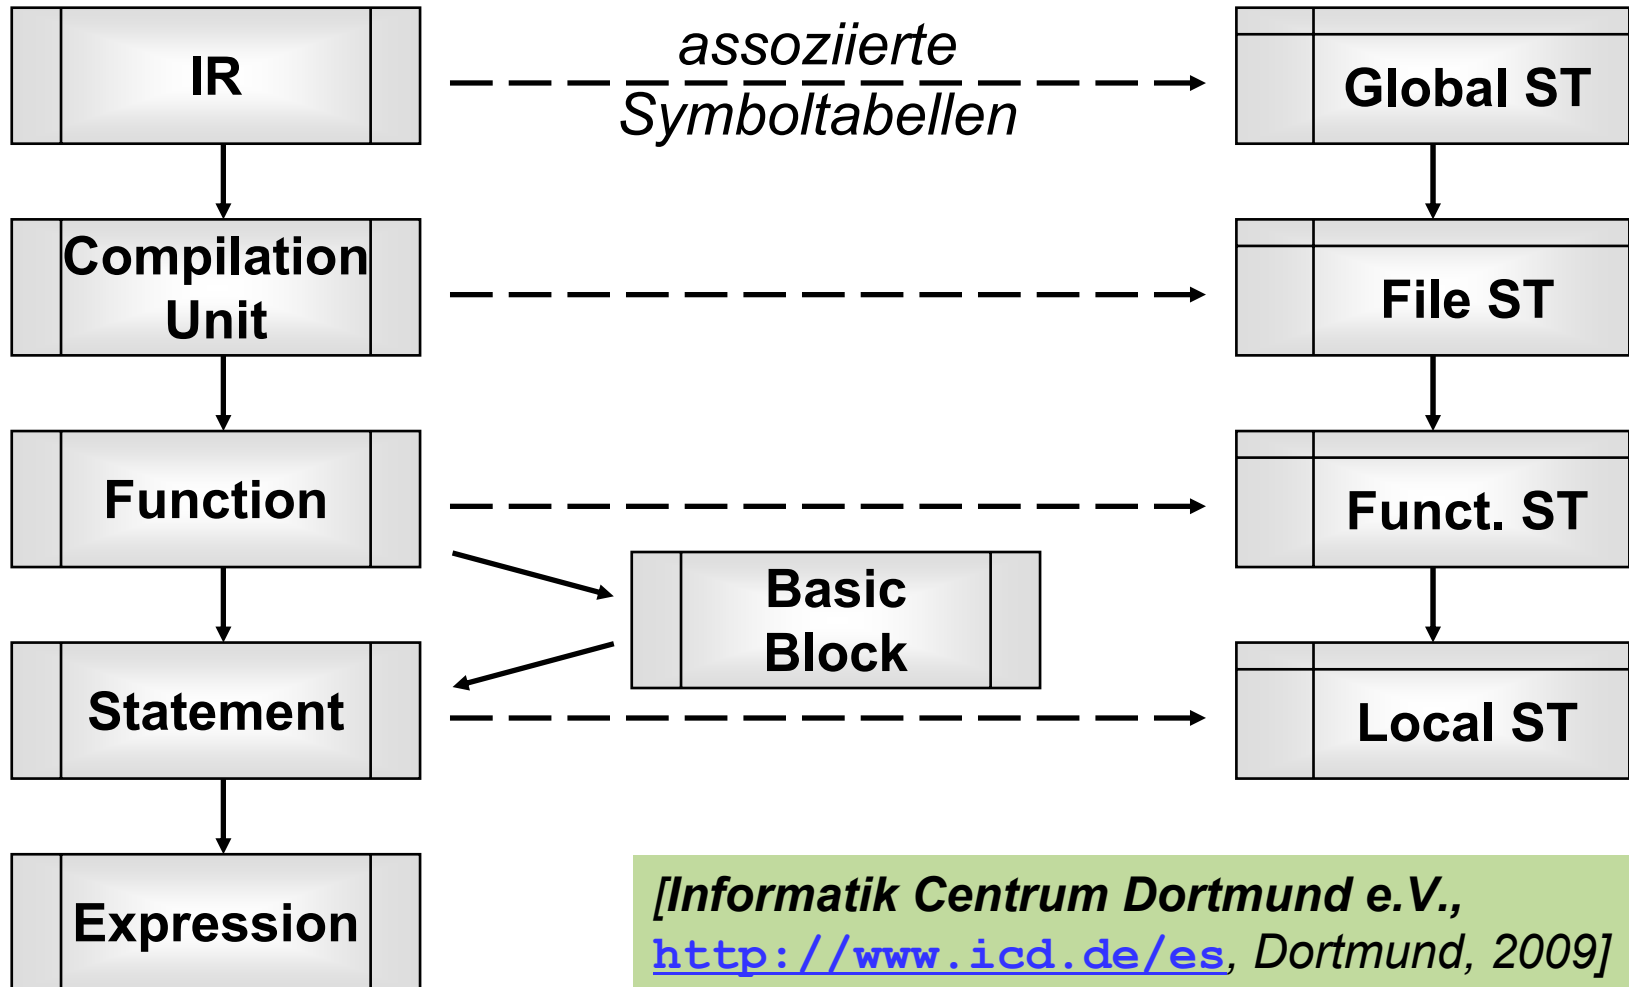 IR
assoziierte
Symboltabellen
Global ST
Compilation
Unit
File ST
Function
Funct. ST
Basic
Block
Statement
Local ST
Expression
[Informatik Centrum Dortmund e.V.,
http://www.icd.de/es, Dortmund, 2009]